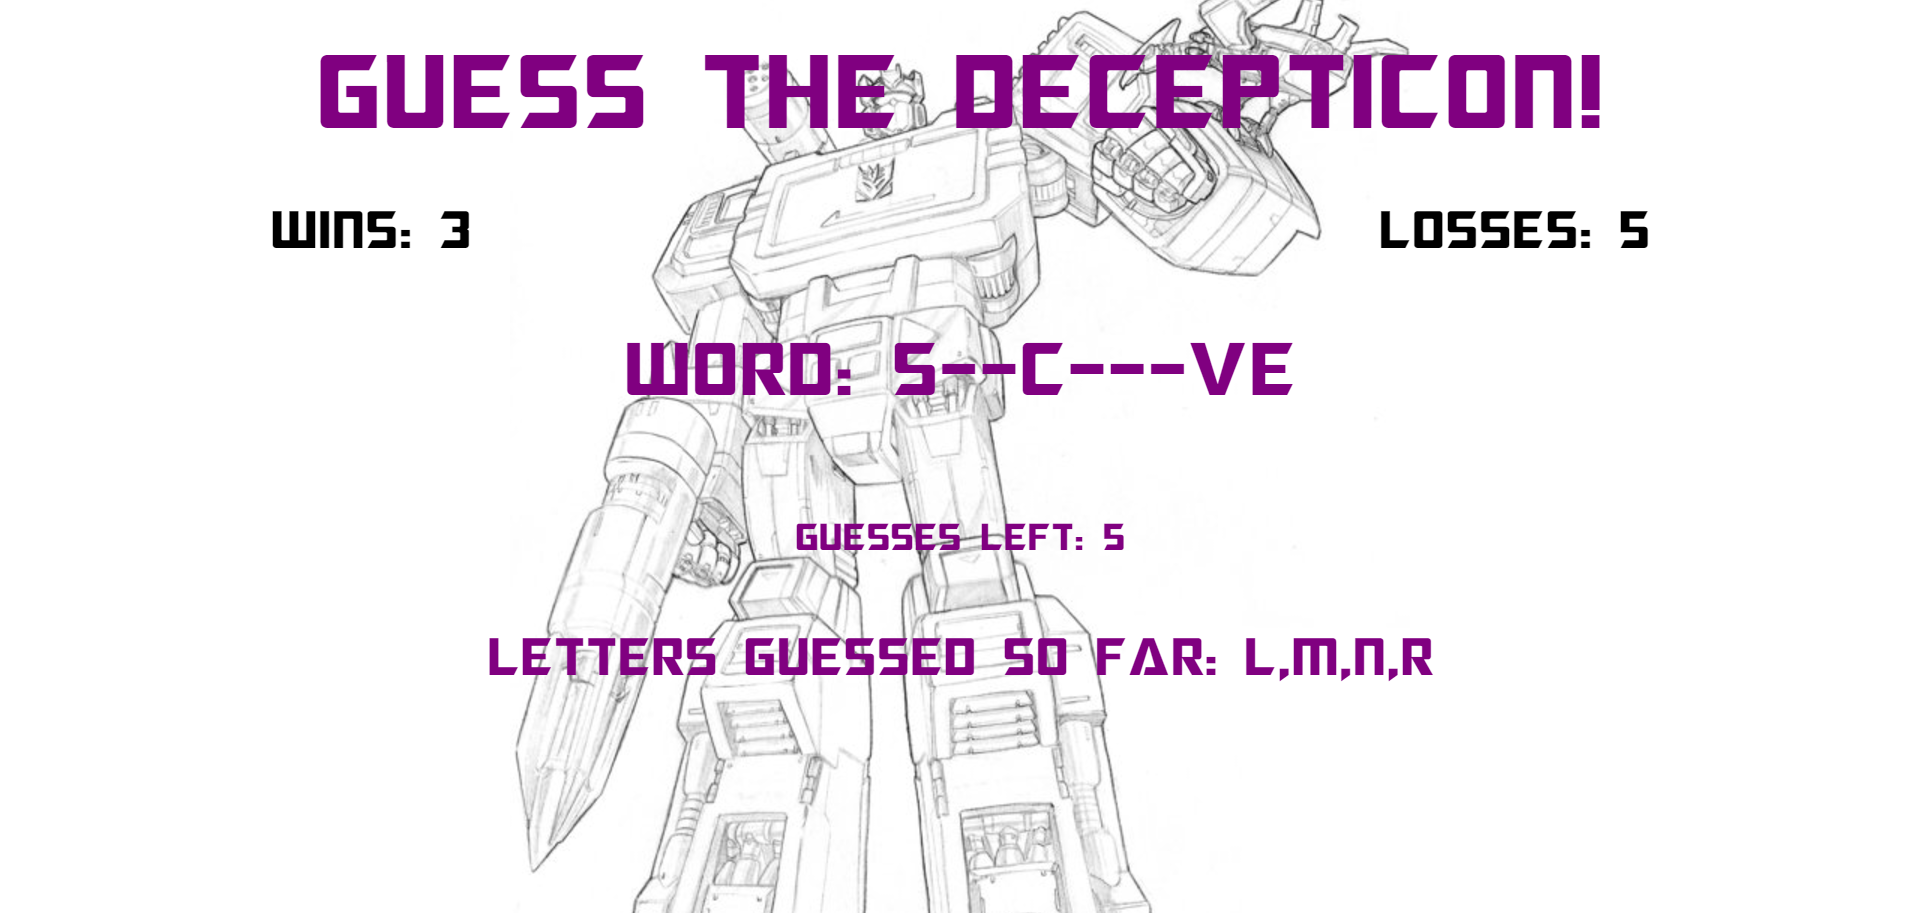 GUESS THE DECEPTICON!
WINS: 3
LOSSES: 5
WORD: S--C---VE
GUESSES LEFT: 5
LETTERS GUESSED SO FAR: L,M,N,R